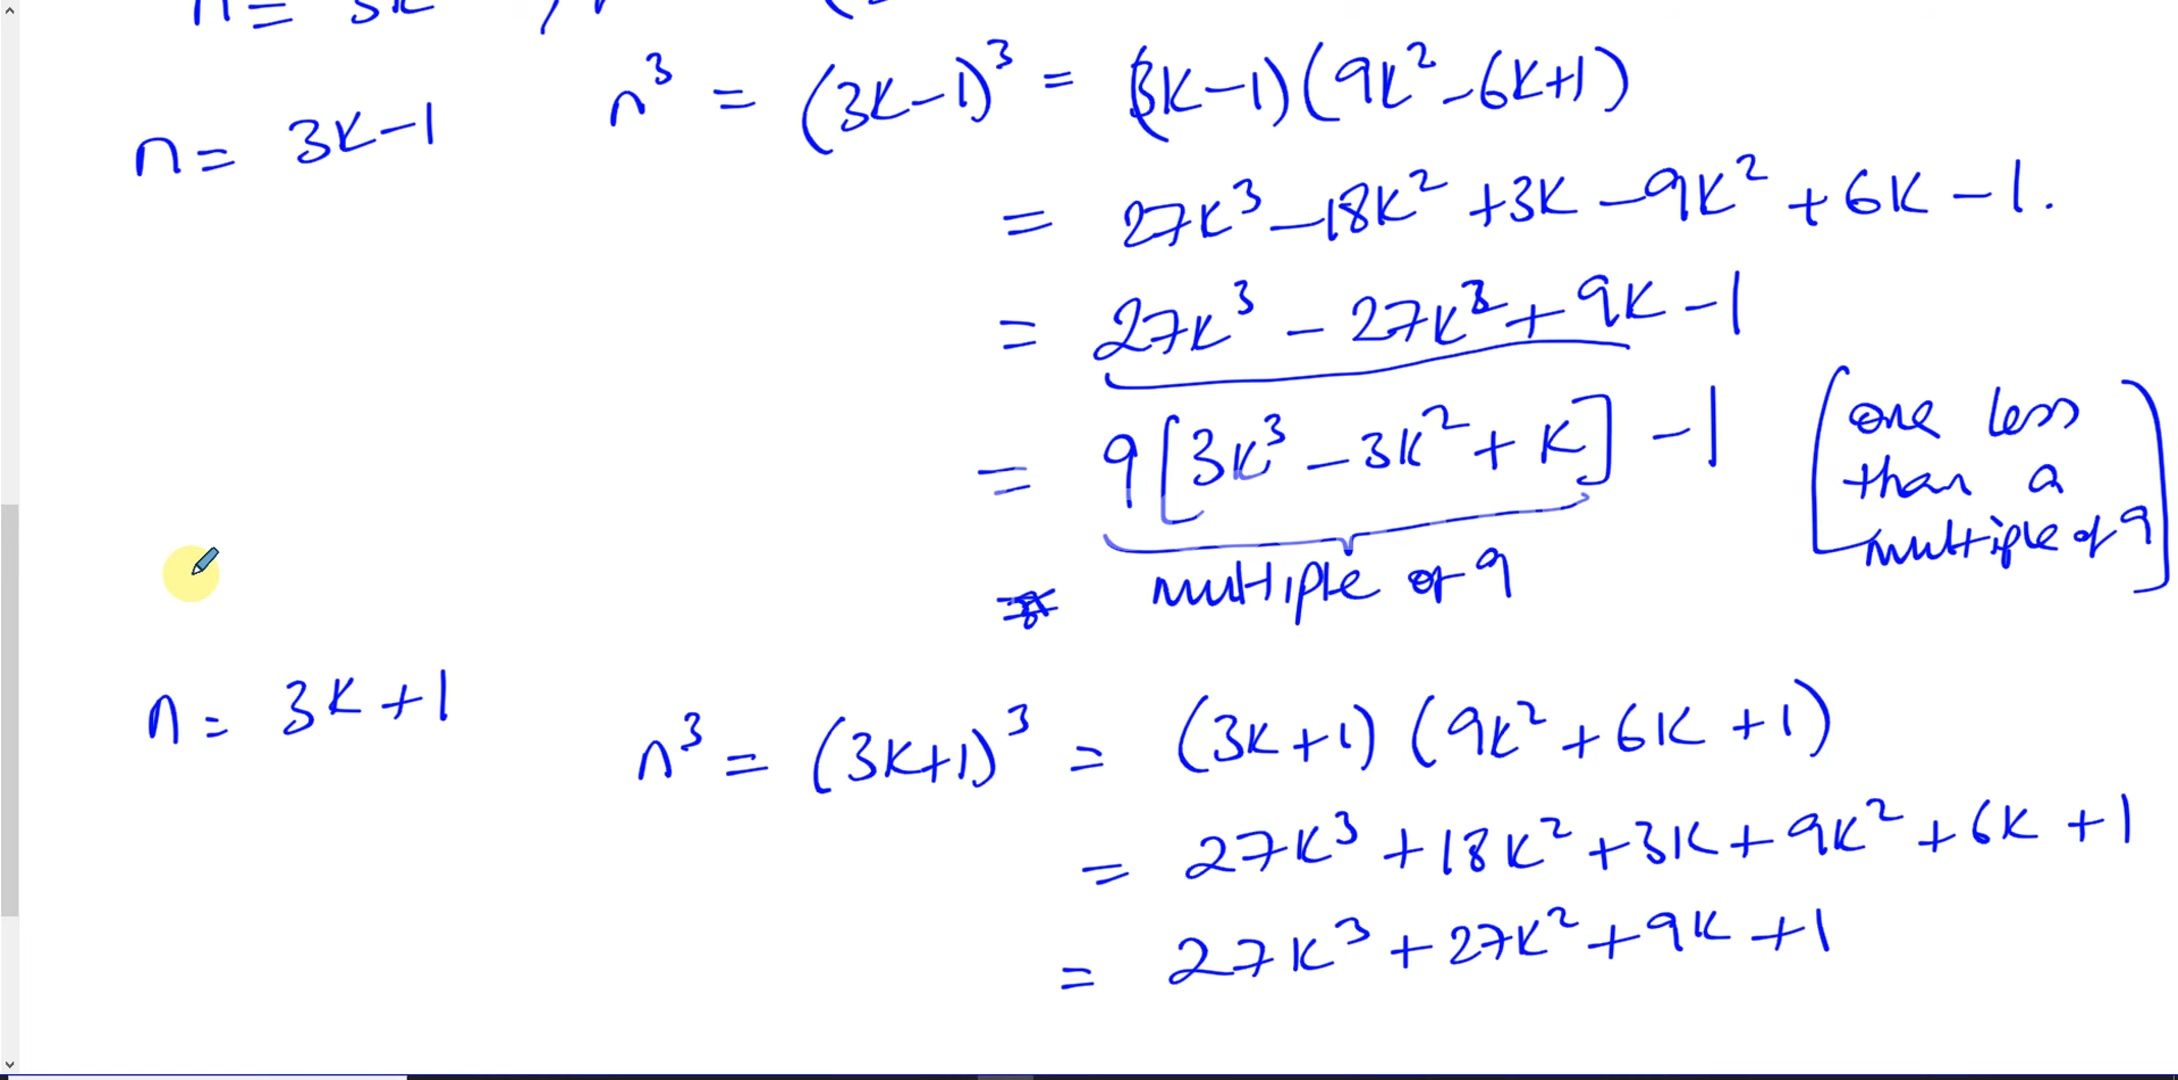 n = 3k
n = 3k-1
n³ = (3k-1)³ = (3k-1)(9k²-6k+1)
= 27k³ -18k² +3k -9k² +6k -1.
= 27k³ - 27k² + 9k -1
= 9[3k³ -3k² + k] -1
(one less
than a
multiple of 9)
multiple of 9
n = 3k+1
n³ = (3k+1)³ = (3k+1)(9k²+6k+1)
= 27k³ +18k² +3k +9k² +6k +1
= 27k³ +27k² +9k +1